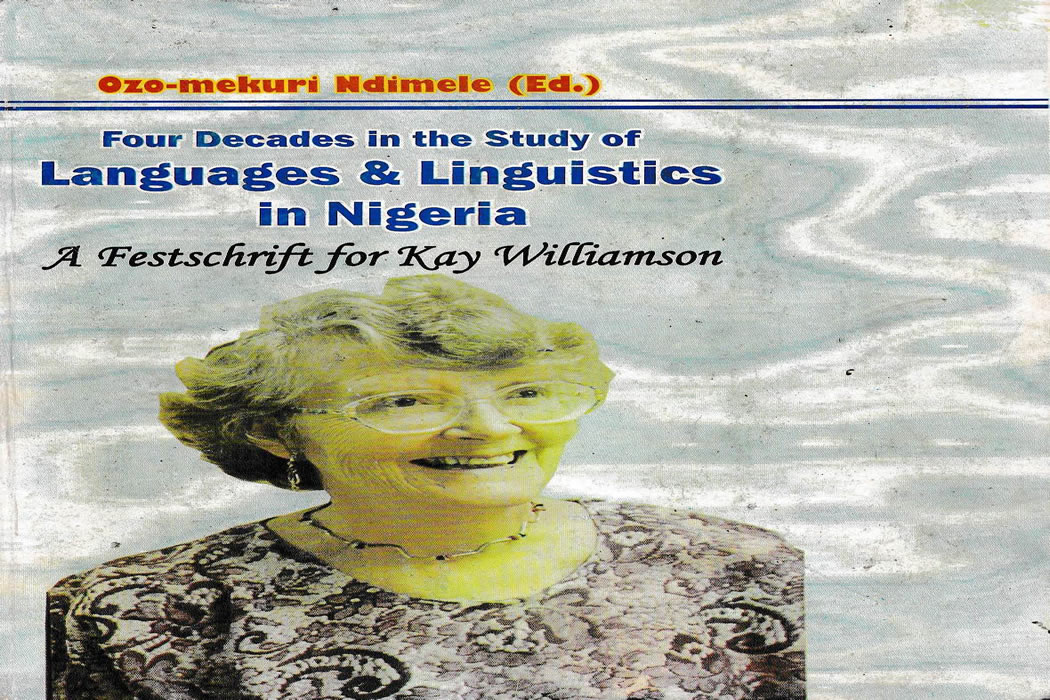 Ozo-mekuri Ndimele (Ed.)
Four Decades in the Study of
Languages & Linguistics
in Nigeria
A Festschrift for Kay Williamson